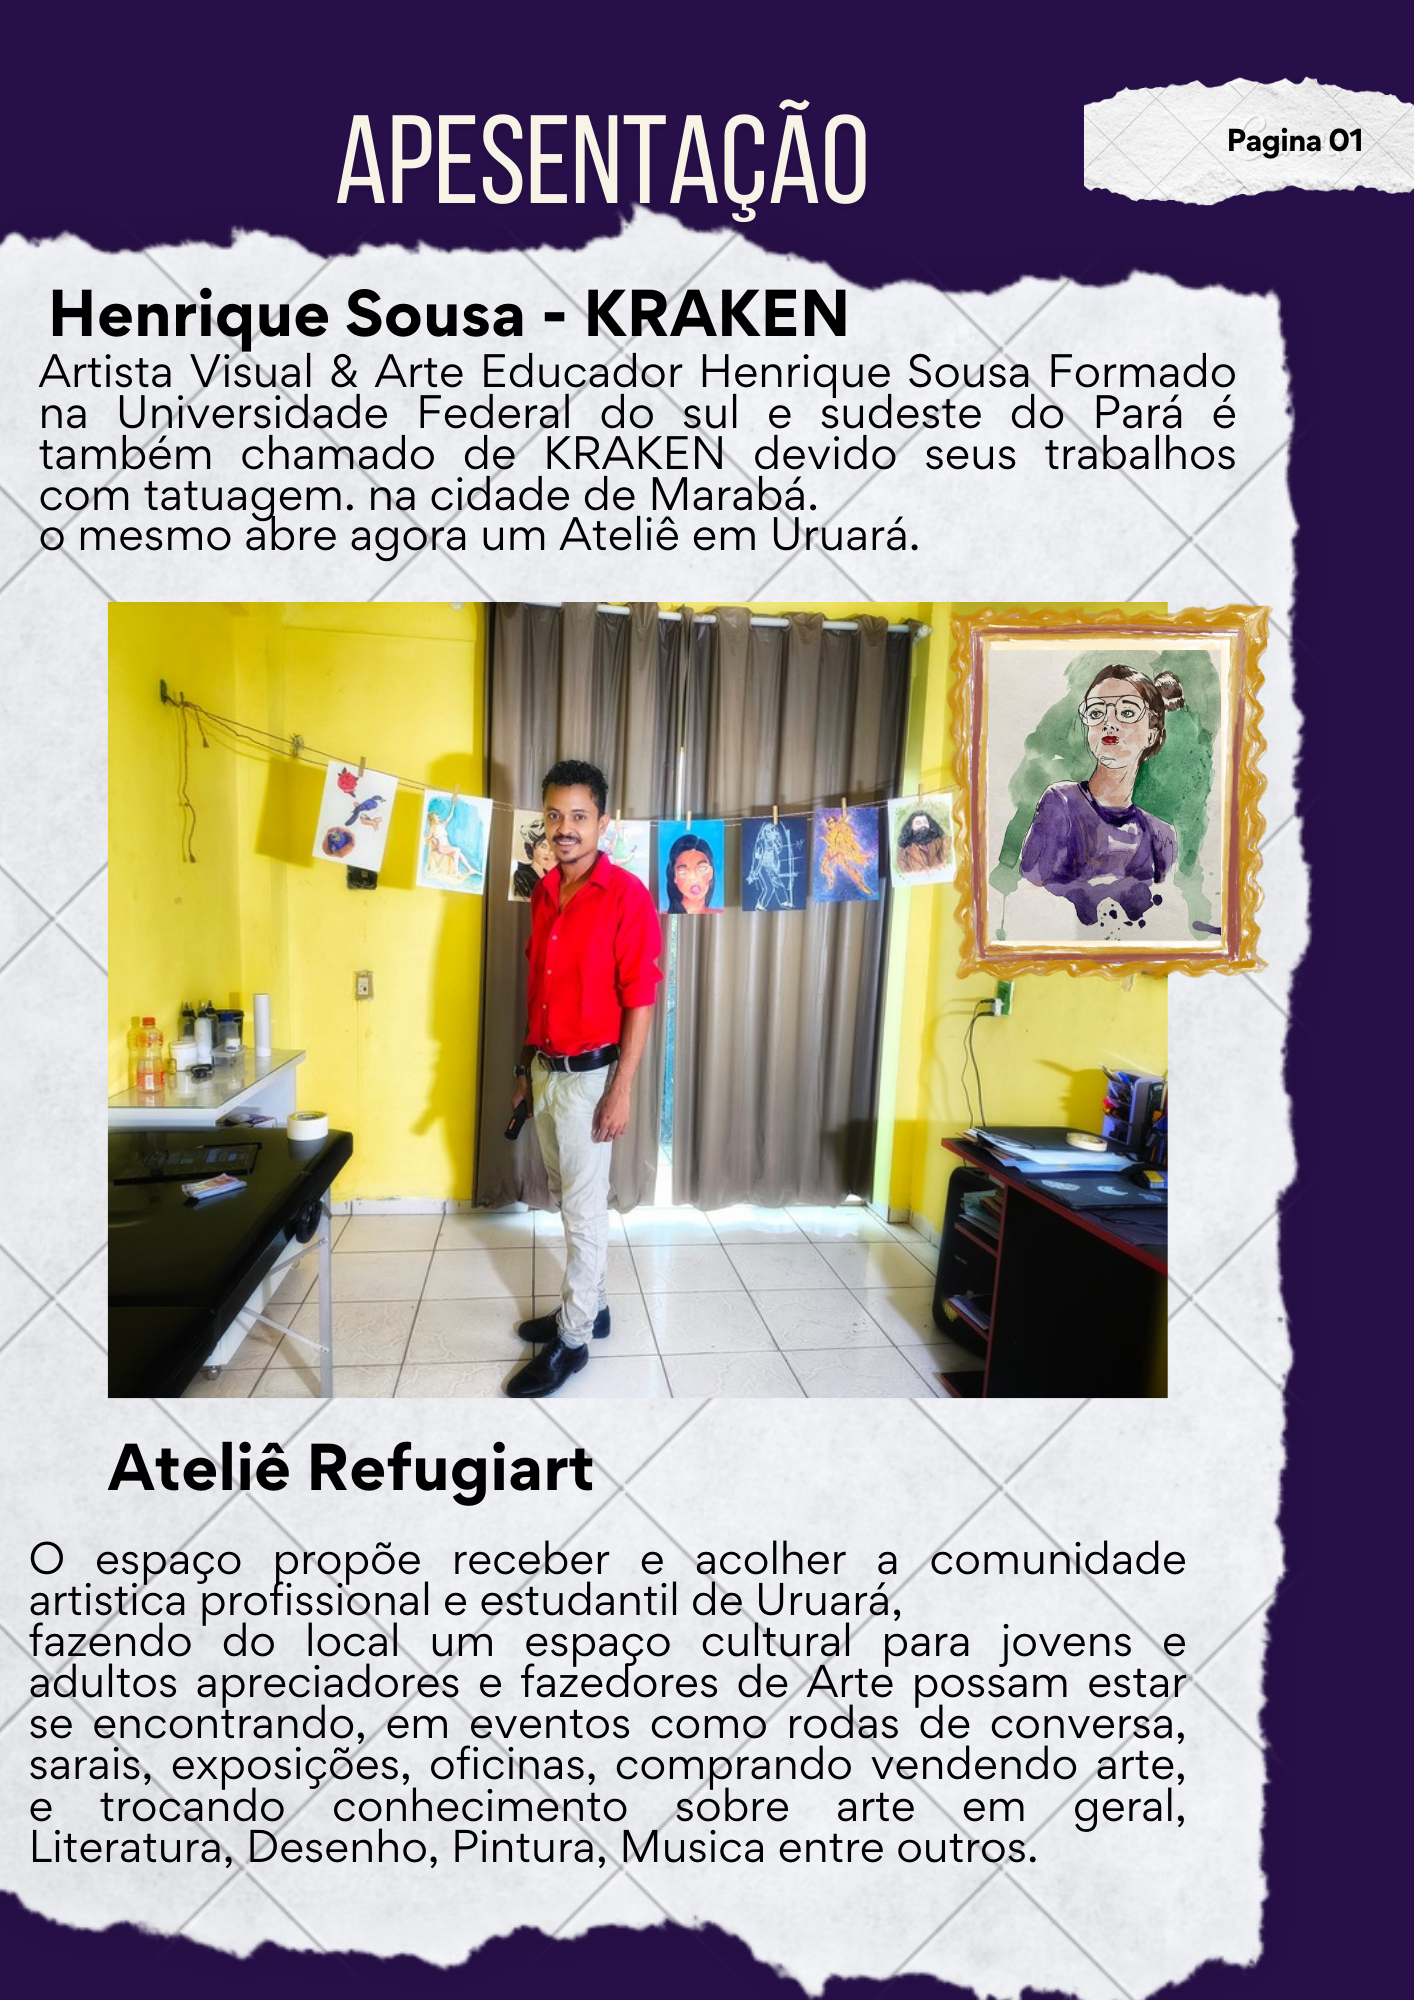 APESENTAÇÃO
Pagina 01
Henrique Sousa - KRAKEN
Artista Visual & Arte Educador Henrique Sousa Formado
na Universidade Federal do sul e sudeste do Pará é
também chamado de KRAKEN devido seus trabalhos
com tatuagem. na cidade de Marabá.
o mesmo abre agora um Ateliê em Uruará.
Ateliê Refugiart
O espaço propõe receber e acolher a comunidade
artistica profissional e estudantil de Uruará,
fazendo do local um espaço cultural para jovens e
adultos apreciadores e fazedores de Arte possam estar
se encontrando, em eventos como rodas de conversa,
sarais, exposições, oficinas, comprando vendendo arte,
e trocando conhecimento sobre arte em geral,
Literatura, Desenho, Pintura, Musica entre outros.